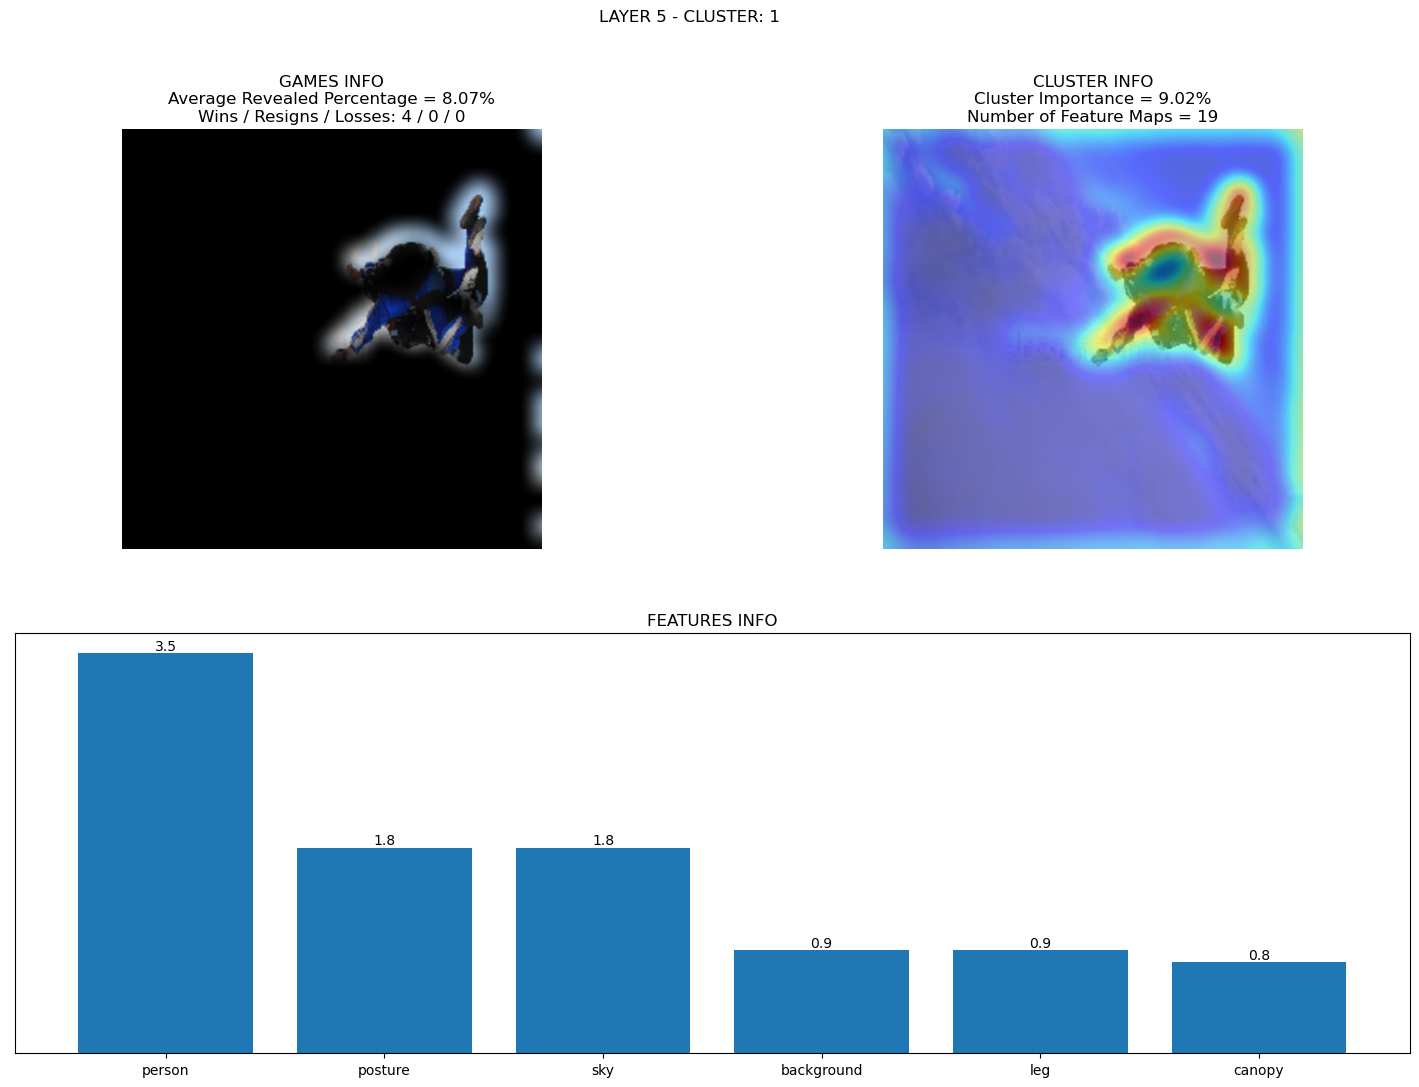 LAYER 5 - CLUSTER: 1
GAMES INFO
Average Revealed Percentage = 8.07%
Wins / Resigns / Losses: 4 / 0 / 0
CLUSTER INFO
Cluster Importance = 9.02%
Number of Feature Maps = 19
FEATURES INFO
3.5
1.8
1.8
0.9
0.9
0.8
person
posture
sky
background
leg
canopy